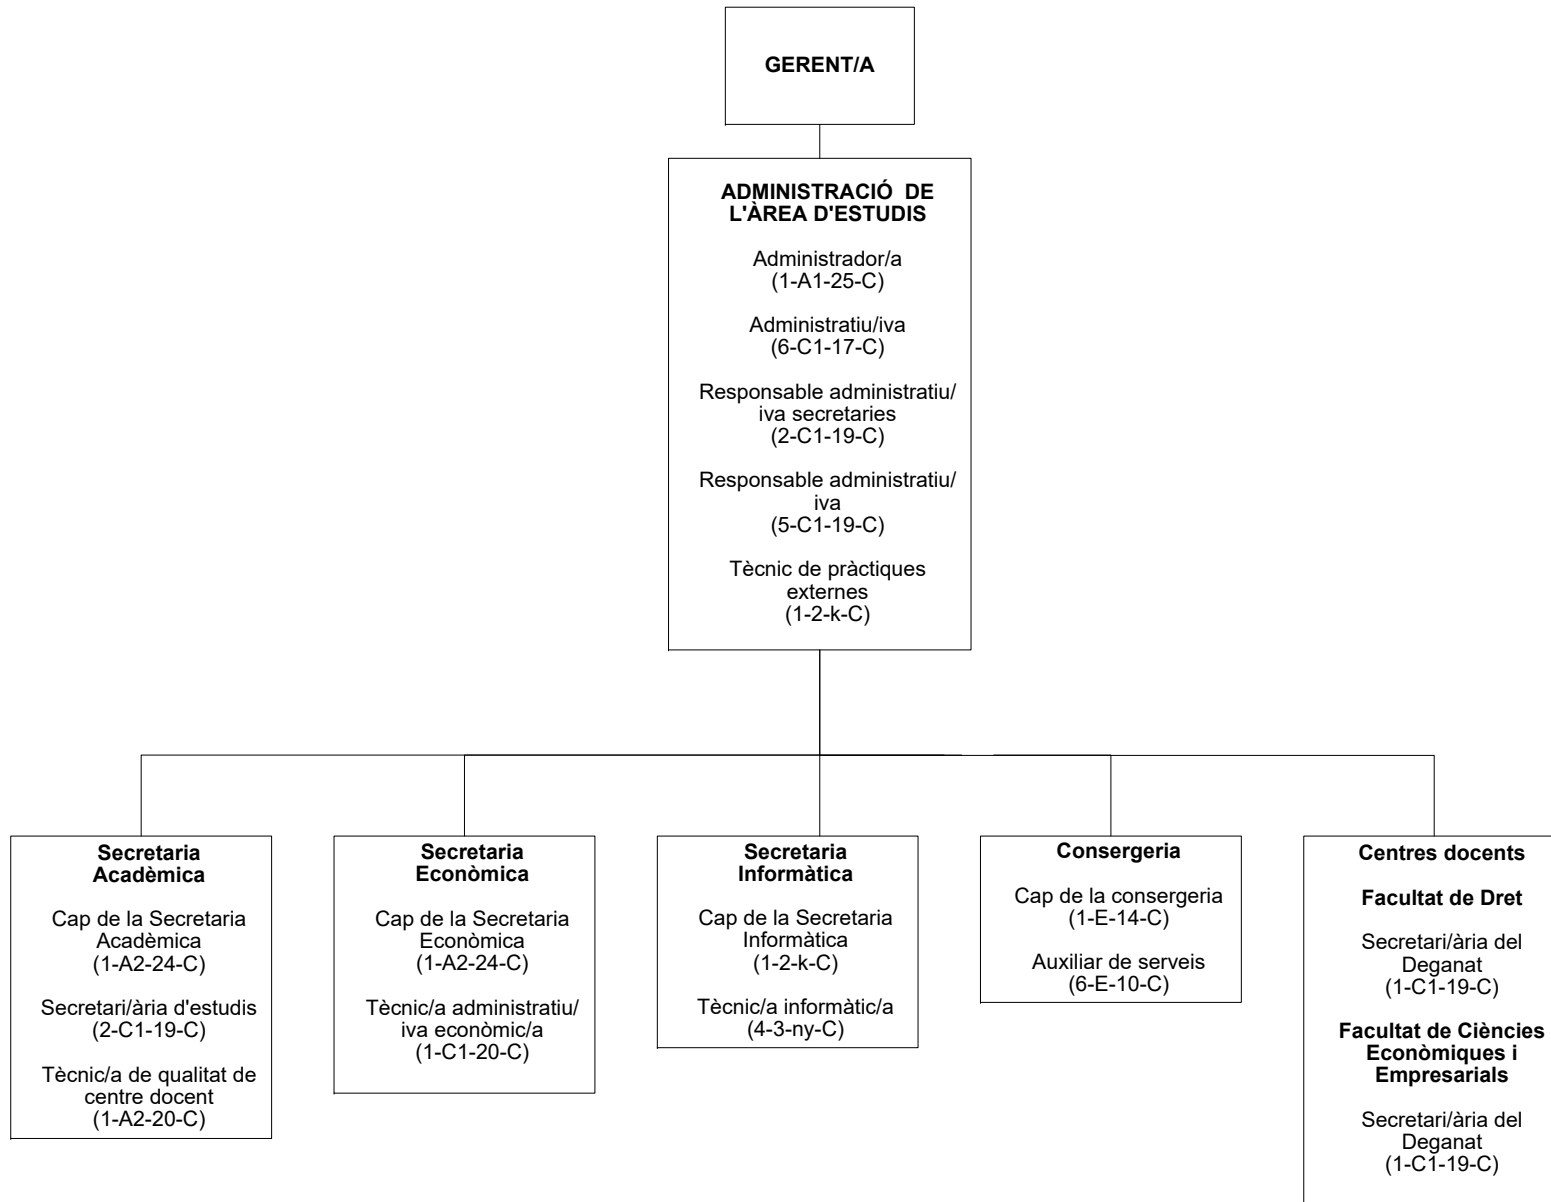 GERENT/A
ADMINISTRACIÓ DE
L'ÀREA D'ESTUDIS
Administrador/a
(1-A1-25-C)
Administratiu/iva
(6-C1-17-C)
Responsable administratiu/
iva secretaries
(2-C1-19-C)
Responsable administratiu/
iva
(5-C1-19-C)
Tècnic de pràctiques
externes
(1-2-k-C)
Secretaria
Acadèmica
Cap de la Secretaria
Acadèmica
(1-A2-24-C)
Secretari/ària d'estudis
(2-C1-19-C)
Tècnic/a de qualitat de
centre docent
(1-A2-20-C)
Secretaria
Econòmica
Cap de la Secretaria
Econòmica
(1-A2-24-C)
Tècnic/a administratiu/
iva econòmic/a
(1-C1-20-C)
Secretaria
Informàtica
Cap de la Secretaria
Informàtica
(1-2-k-C)
Tècnic/a informàtic/a
(4-3-ny-C)
Consergeria
Cap de la consergeria
(1-E-14-C)
Auxiliar de serveis
(6-E-10-C)
Centres docents
Facultat de Dret
Secretari/ària del
Deganat
(1-C1-19-C)
Facultat de Ciències
Econòmiques i
Empresarials
Secretari/ària del
Deganat
(1-C1-19-C)